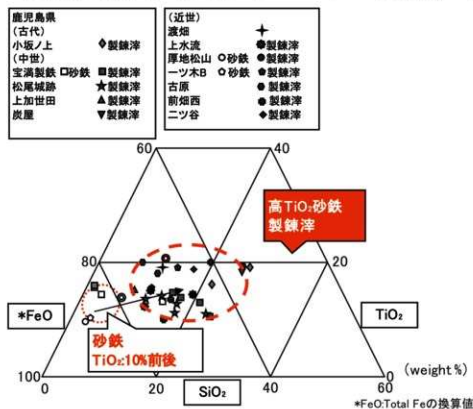 鹿児島県
(古代)
小坂ノ上 ◇製錬滓
(中世)
宝満製鉄 □砂鉄 ■製錬滓
松尾城跡 ★製錬滓
上加世田 ▲製錬滓
炭屋 ♦製錬滓
(近世)
渡畑
上水流 製錬滓
厚地松山 ○砂鉄 製錬滓
一ツ木B 砂鉄 製錬滓
古原 製錬滓
前畑西 ●製錬滓
二ツ谷 ◆製錬滓
60 40
高TiO₂砂鉄
製錬滓
80 20
*FeO
TiO₂
砂鉄
TiO₂:10%前後
100 60
(weight%)
0 20 40
SiO₂
*FeO:Total Feの換算値